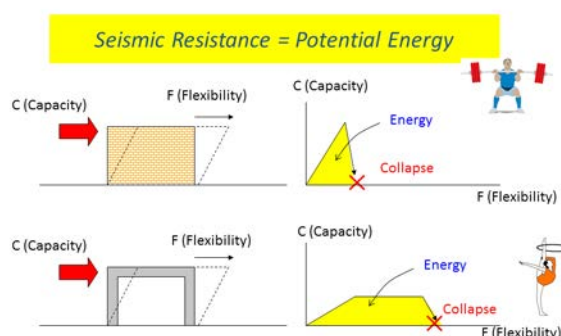 Seismic Resistance = Potential Energy
C (Capacity)
F (Flexibility)
C (Capacity)
Energy
Collapse
F (Flexibility)
C (Capacity)
F (Flexibility)
C (Capacity)
Energy
Collapse
F (Flexibility)